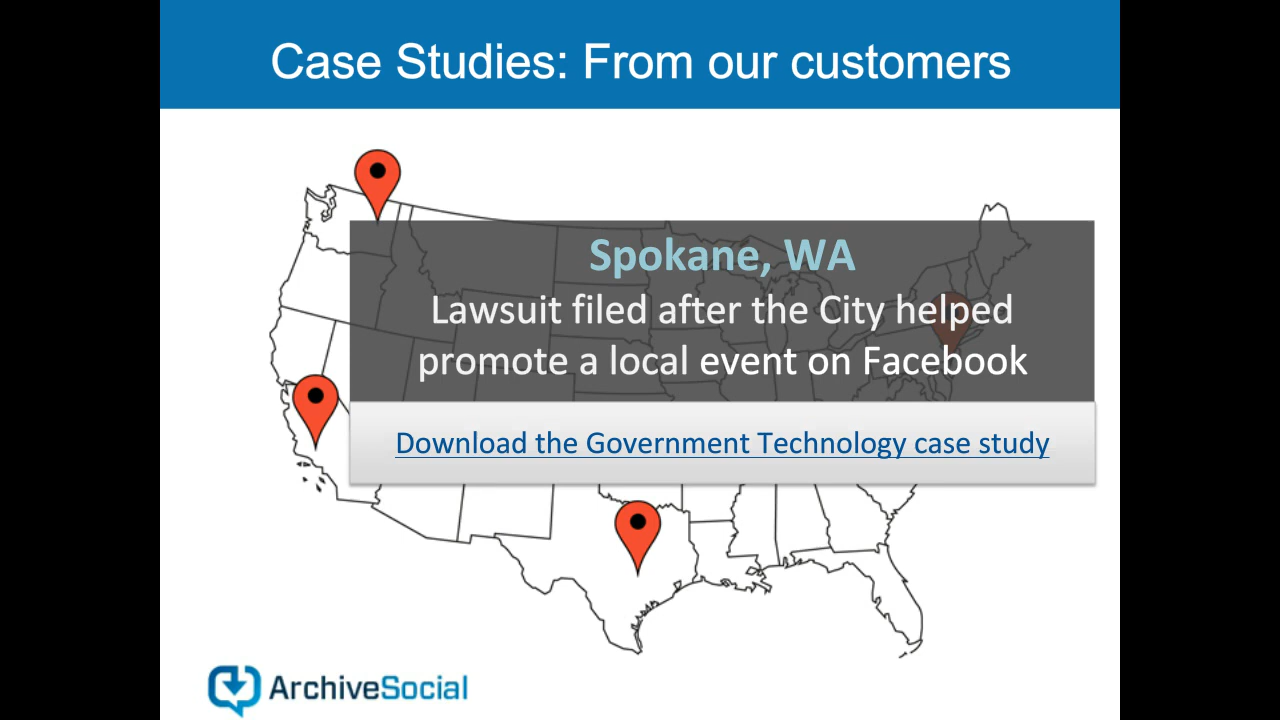 Case Studies: From our customers
Spokane, WA
Lawsuit filed after the City helped
promote a local event on Facebook
Download the Government Technology case study
ArchiveSocial